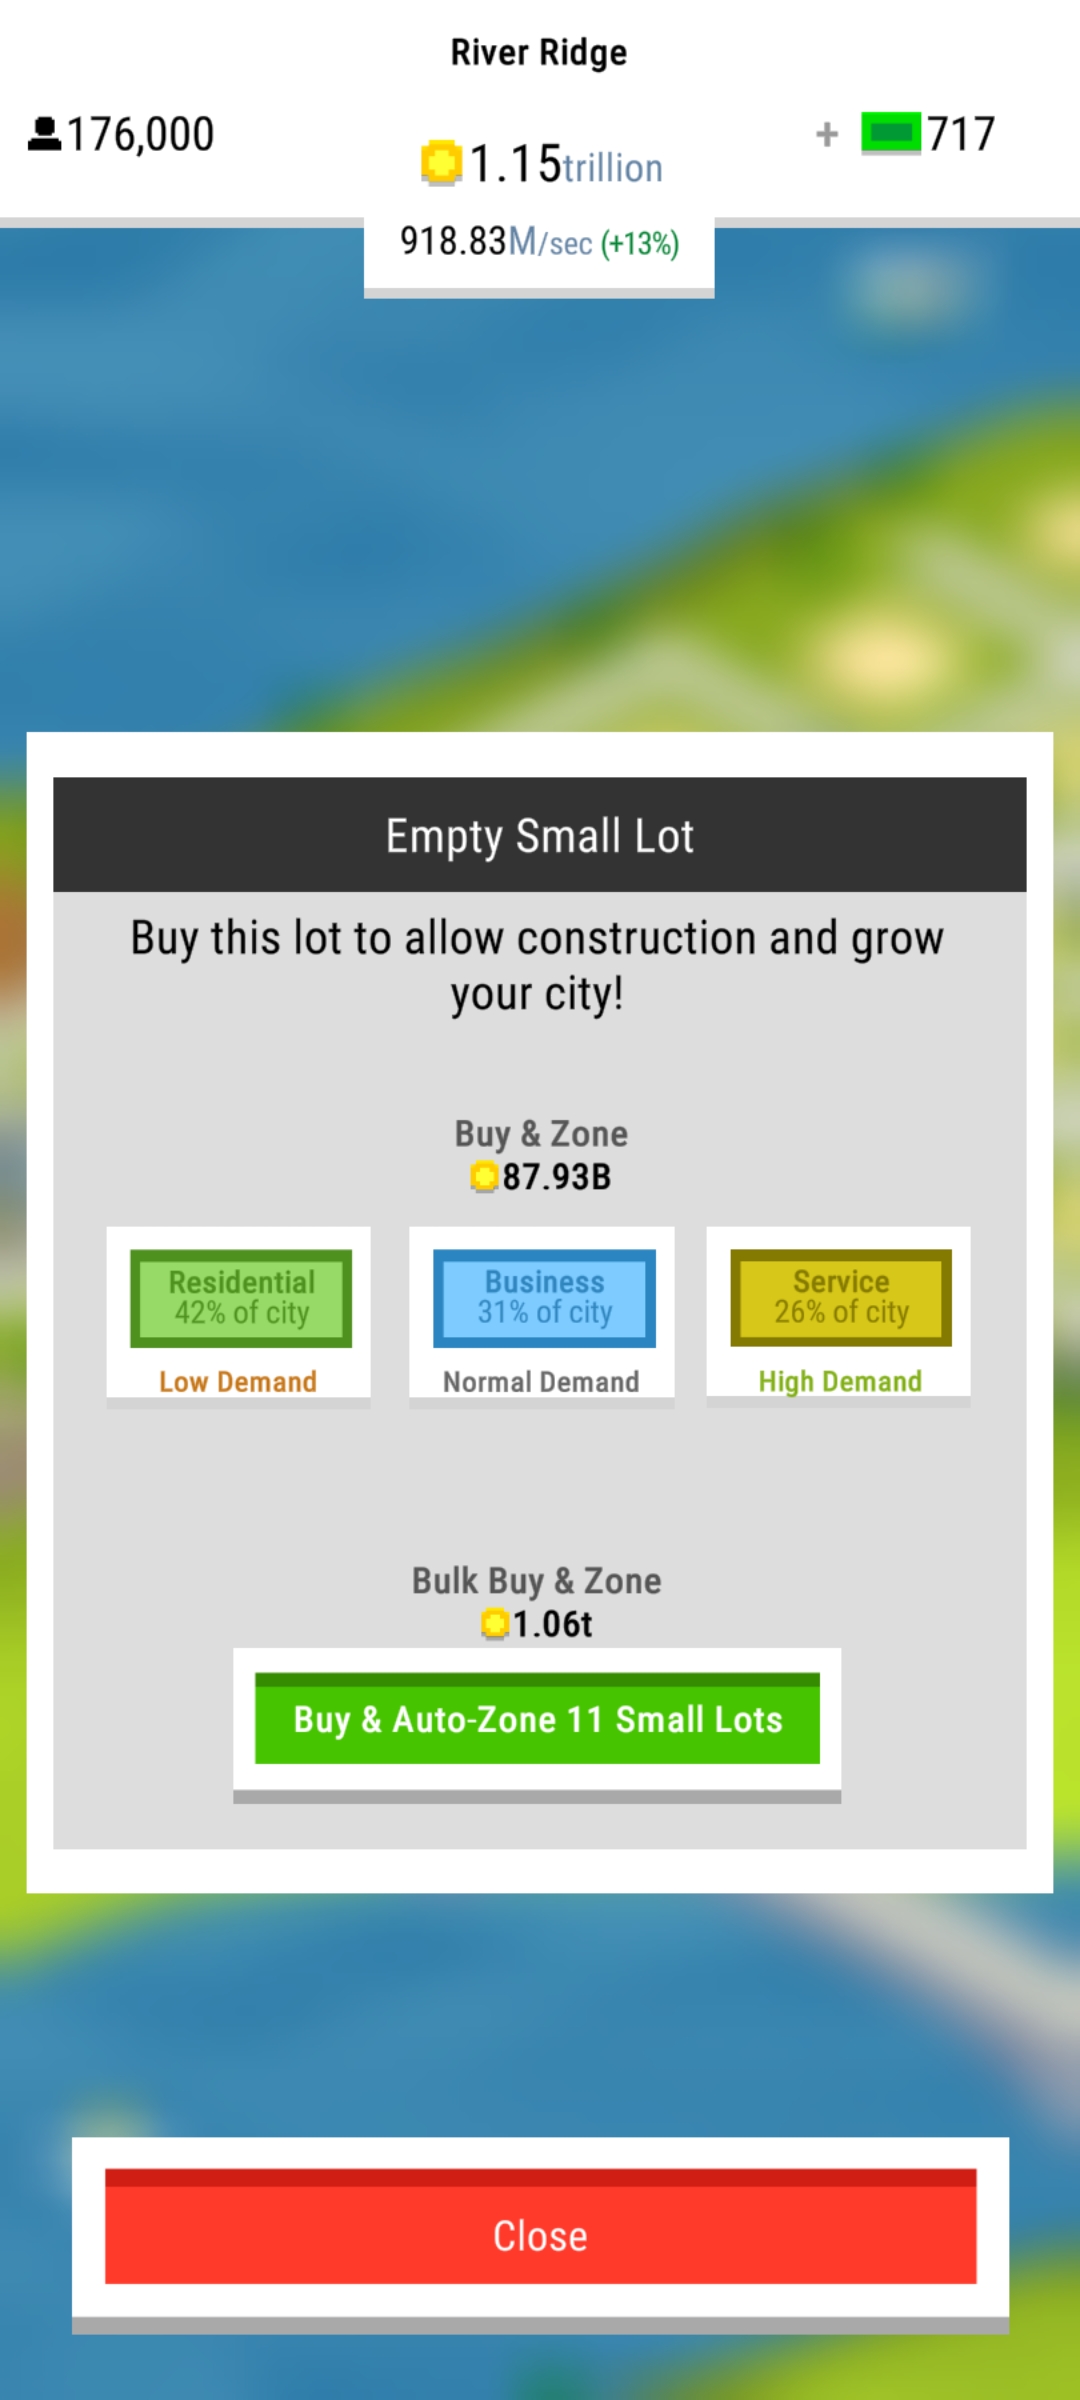 River Ridge
176,000
1.15trillion
+ 717
918.83M/sec (+13%)
Empty Small Lot
Buy this lot to allow construction and grow
your city!
Buy & Zone
87.93B
Residential
42% of city
Low Demand
Business
31% of city
Normal Demand
Service
26% of city
High Demand
Bulk Buy & Zone
1.06t
Buy & Auto-Zone 11 Small Lots
Close